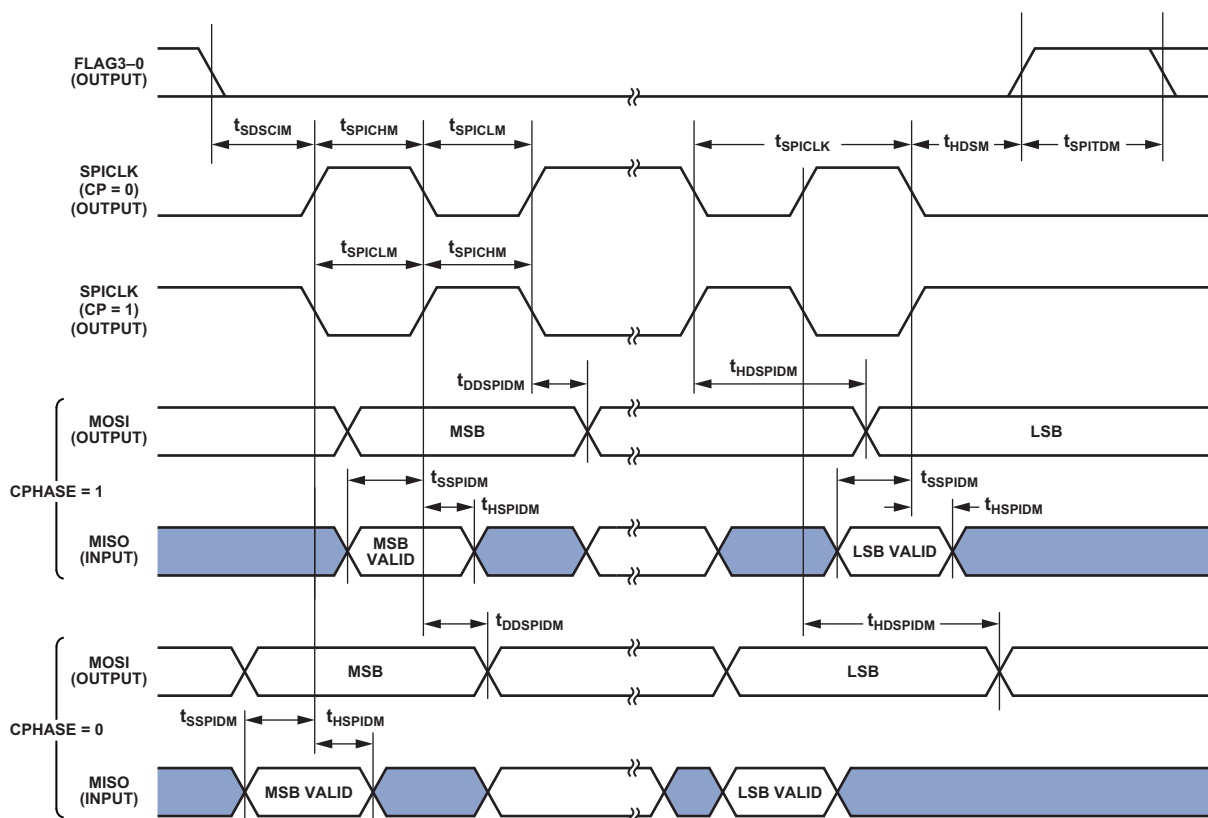 FLAG3–0
(OUTPUT)
tSDSCIM
tSPICHM
tSPICLM
tSPICLK
tHDSM
tSPITDM
SPICLK
(CP = 0)
(OUTPUT)
tSPICLM
tSPICHM
SPICLK
(CP = 1)
(OUTPUT)
tDDSPIDM
tHDSPIDM
MOSI
(OUTPUT)
MSB
LSB
CPHASE = 1
tSSPIDM
tSSPIDM
tHSPIDM
tHSPIDM
MISO
(INPUT)
MSB
VALID
LSB VALID
tDDSPIDM
tHDSPIDM
MOSI
(OUTPUT)
MSB
LSB
CPHASE = 0
tSSPIDM
tHSPIDM
MISO
(INPUT)
MSB VALID
LSB VALID